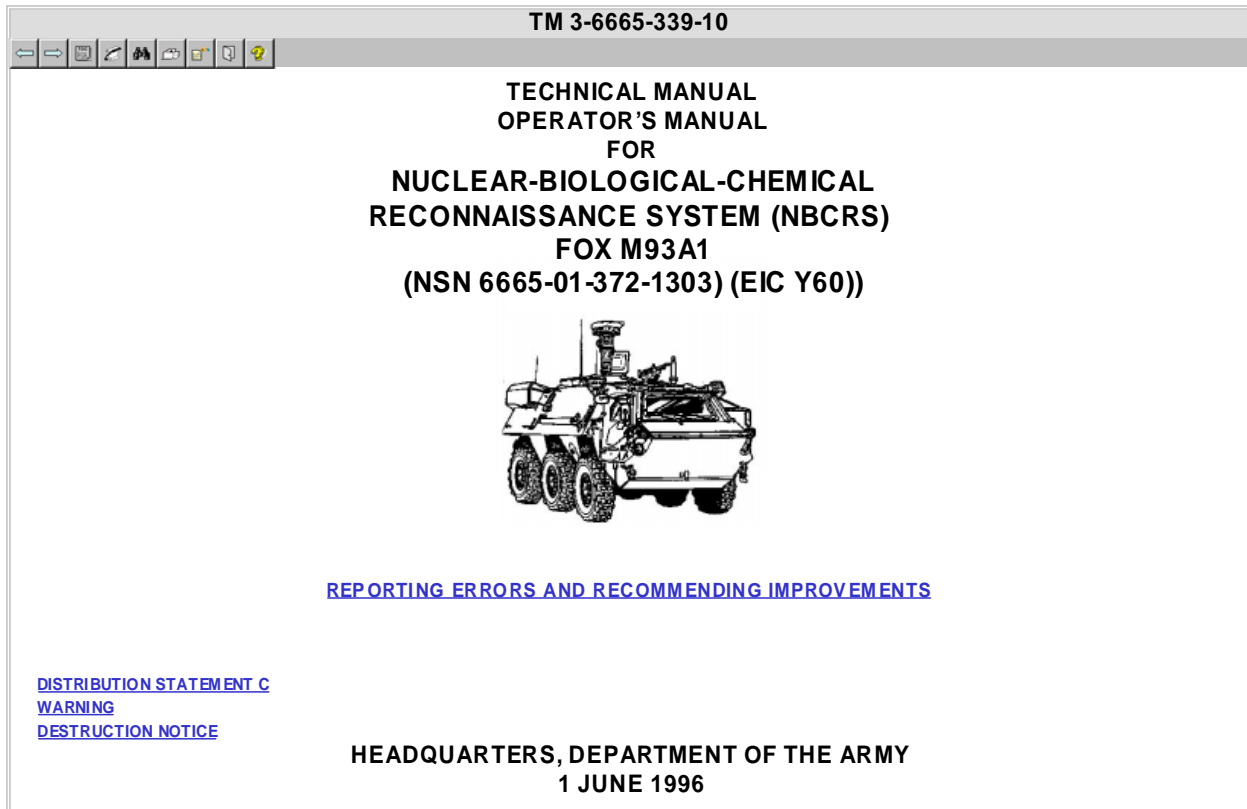 TM 3-6665-339-10
TECHNICAL MANUAL
OPERATOR'S MANUAL
FOR
NUCLEAR-BIOLOGICAL-CHEMICAL
RECONNAISSANCE SYSTEM (NBCRS)
FOX M93A1
(NSN 6665-01-372-1303) (EIC Y60))
REPORTING ERRORS AND RECOMMENDING IMPROVEMENTS
DISTRIBUTION STATEMENT C
WARNING
DESTRUCTION NOTICE
HEADQUARTERS, DEPARTMENT OF THE ARMY
1 JUNE 1996